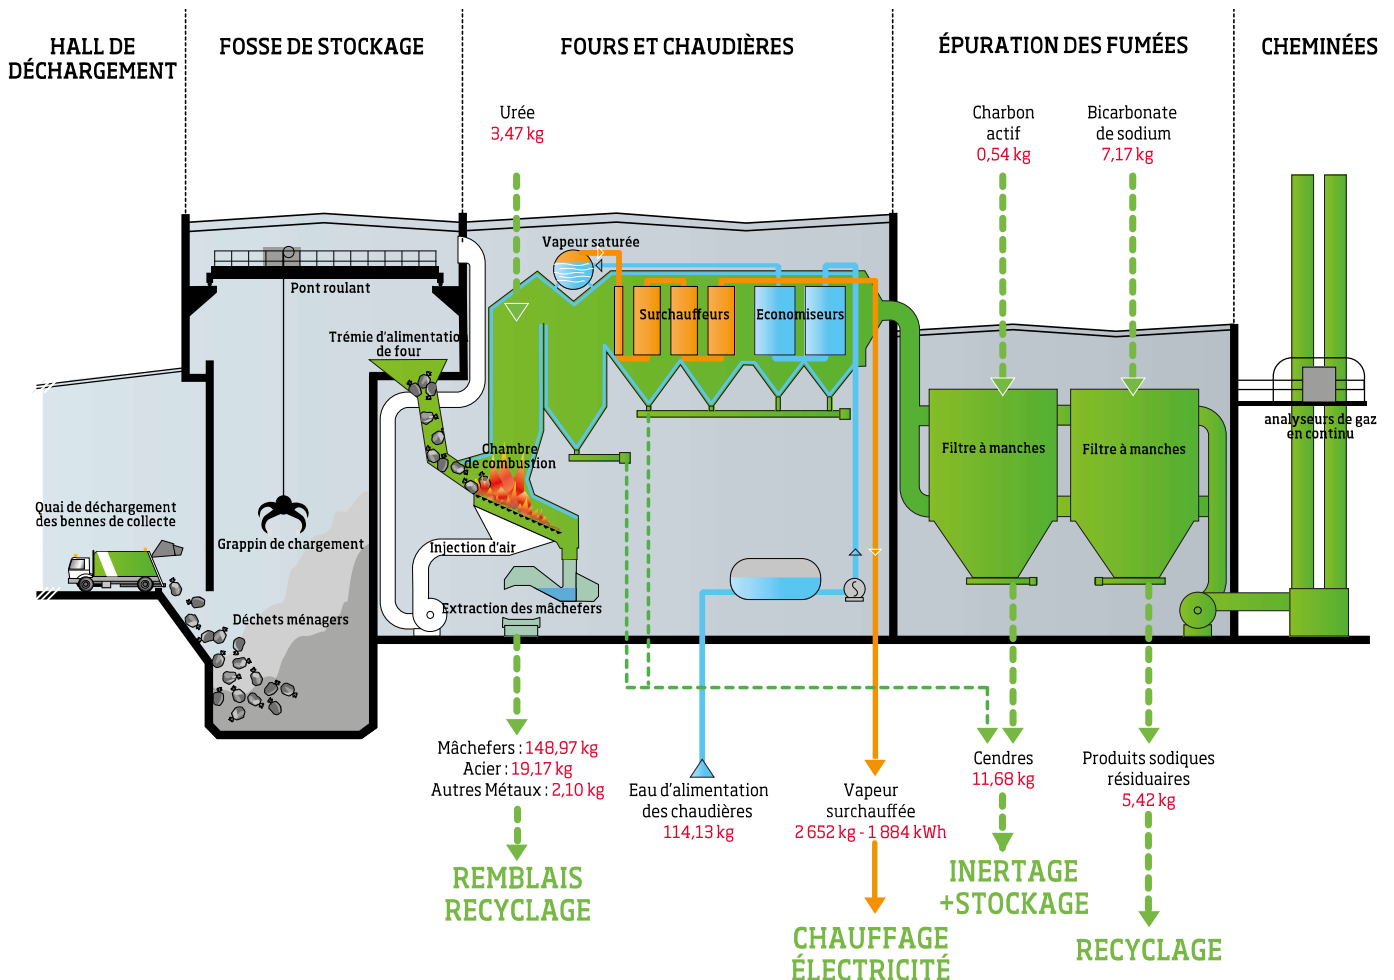 HALL DE
DÉCHARGEMENT
FOSSE DE STOCKAGE
FOURS ET CHAUDIÈRES
ÉPURATION DES FUMÉES
CHEMINÉES
Urée
3,47 kg
Charbon
actif
0,54 kg
Bicarbonate
de sodium
7,17 kg
Vapeur saturée
Pont roulant
Surchauffeurs
Economiseurs
Trémie d'alimentation
de four
analyseurs de gaz
en continu
Chambre
de combustion
Filtre à manches
Filtre à manches
Quai de déchargement
des bennes de collecte
Grappin de chargement
Injection d'air
Extraction des mâchefers
Déchets ménagers
Mâchefers : 148,97 kg
Acier : 19,17 kg
Autres Métaux : 2,10 kg
Eau d'alimentation
des chaudières
114,13 kg
Vapeur
surchauffée
2 652 kg - 1 884 kWh
Cendres
11,68 kg
Produits sodiques
résiduaires
5,42 kg
REMBLAIS
RECYCLAGE
CHAUFFAGE
ÉLECTRICITÉ
INERTAGE
+STOCKAGE
RECYCLAGE